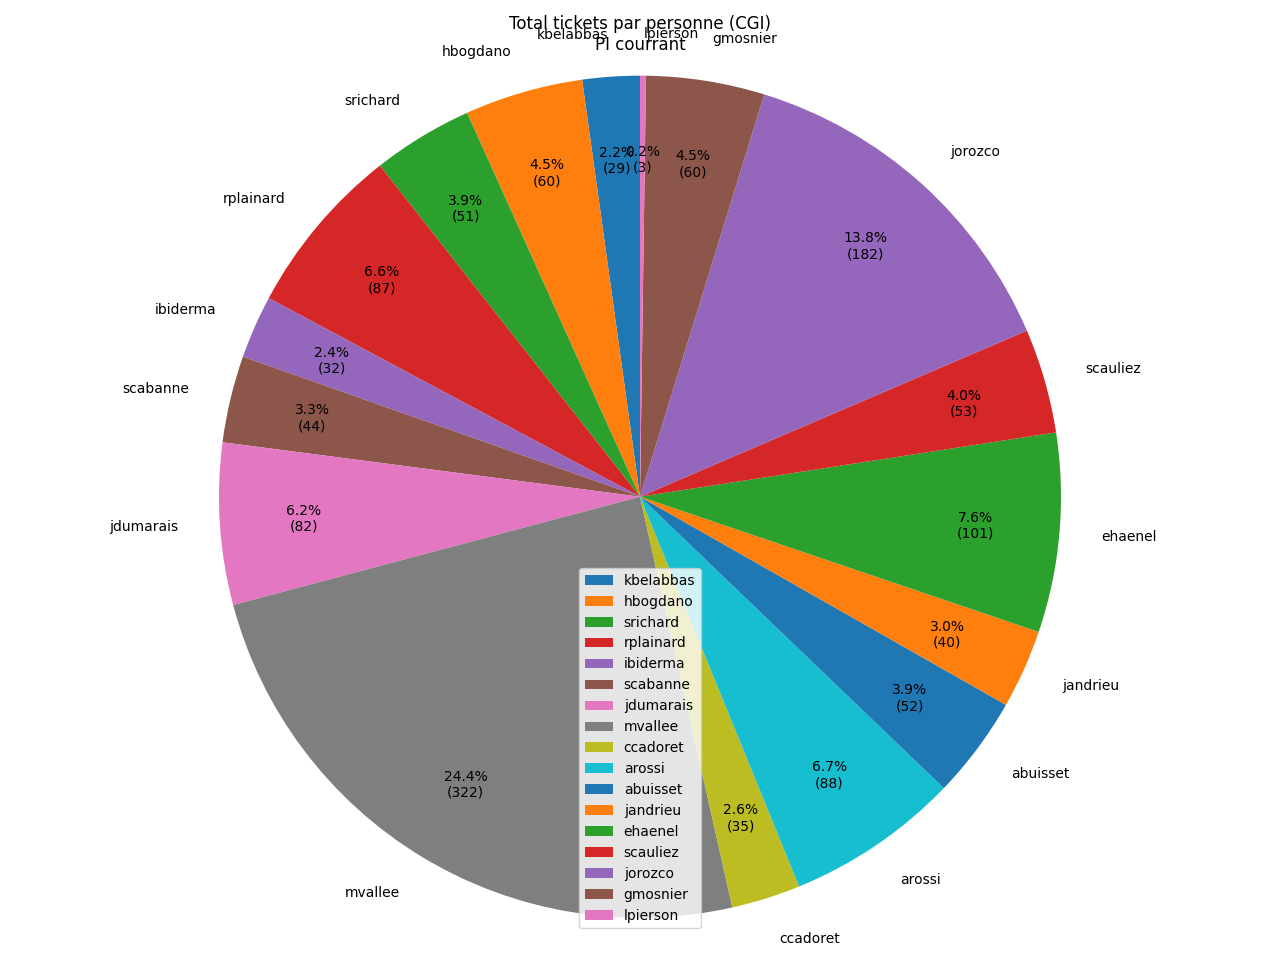 Total tickets par personne (CGI)
PI courrant
kbelabbas
lpierson
gmosnier
hbogdano
srichard
jorozco
rplainard
ibiderma
scauliez
scabanne
jdumarais
ehaenel
jandrieu
abuisset
arossi
mvallee
ccadoret
2.2%
(29)
0.2%
(3)
4.5%
(60)
4.5%
(60)
3.9%
(51)
13.8%
(182)
6.6%
(87)
2.4%
(32)
4.0%
(53)
3.3%
(44)
6.2%
(82)
7.6%
(101)
3.0%
(40)
3.9%
(52)
6.7%
(88)
24.4%
(322)
2.6%
(35)
kbelabbas
hbogdano
srichard
rplainard
ibiderma
scabanne
jdumarais
mvallee
ccadoret
arossi
abuisset
jandrieu
ehaenel
scauliez
jorozco
gmosnier
lpierson